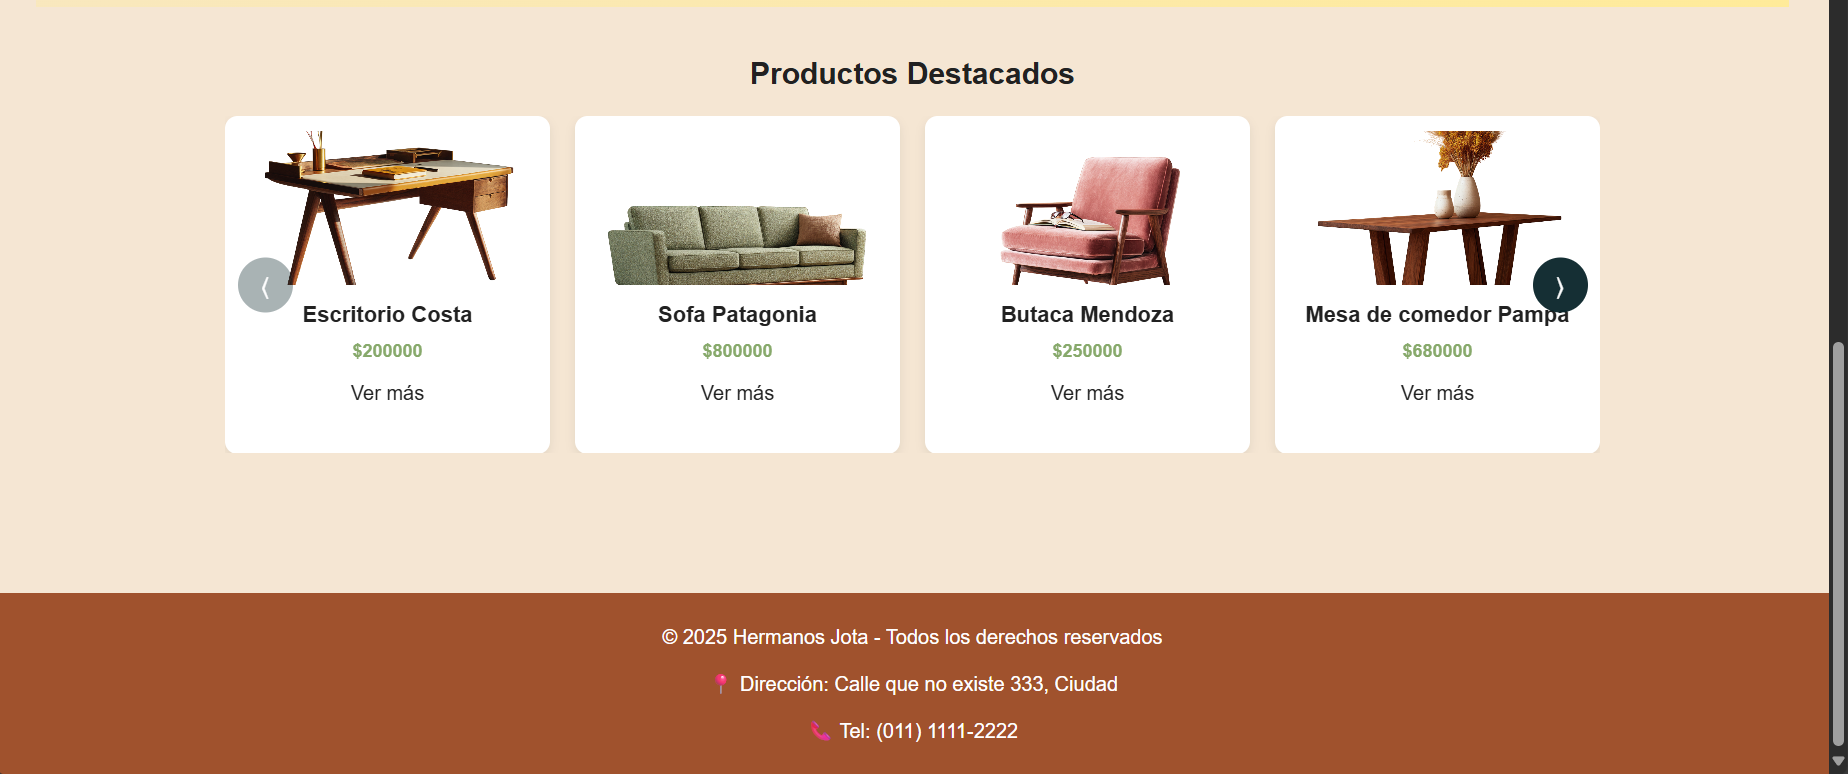 Productos Destacados
Escritorio Costa
$200000
Ver más
Sofa Patagonia
$800000
Ver más
Butaca Mendoza
$250000
Ver más
Mesa de comedor Pampa
$680000
Ver más
© 2025 Hermanos Jota - Todos los derechos reservados
📍 Dirección: Calle que no existe 333, Ciudad
📞 Tel: (011) 1111-2222